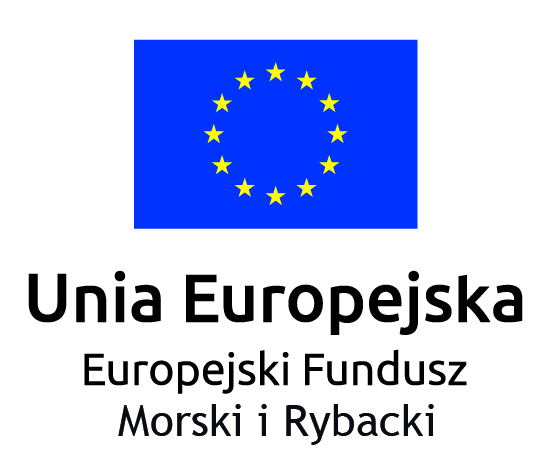 Unia Europejska
Europejski Fundusz
Morski i Rybacki